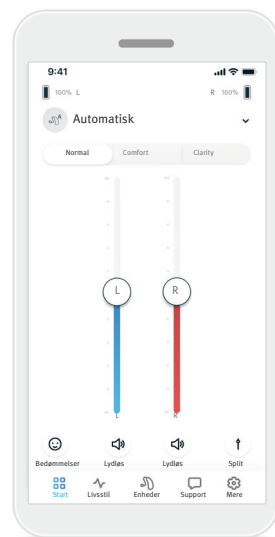 9:41
100% L R 100%
Automatisk
Normal Comfort Clarity
L R
L R
Bedømmelser Lydløs Lydløs Split
Start Livsstil Enheder Support Mere